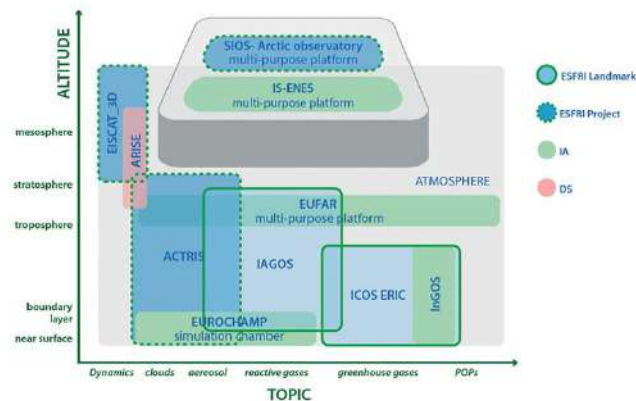 ALTITUDE
SIOS- Arctic observatory
multi-purpose platform
IS-ENES
multi-purpose platform
EISCAT_3D
ARISE
mesosphere
stratosphere
troposphere
boundary
layer
near surface
ATMOSPHERE
EUFAR
multi-purpose platform
ACTRIS
IAGOS
ICOS ERIC
InGOS
EUROCHAMP
simulation chamber
Dynamics
clouds
aereosol
reactive gases
greenhouse gases
POPs
TOPIC
ESFRI Landmark
ESFRI Project
IA
DS